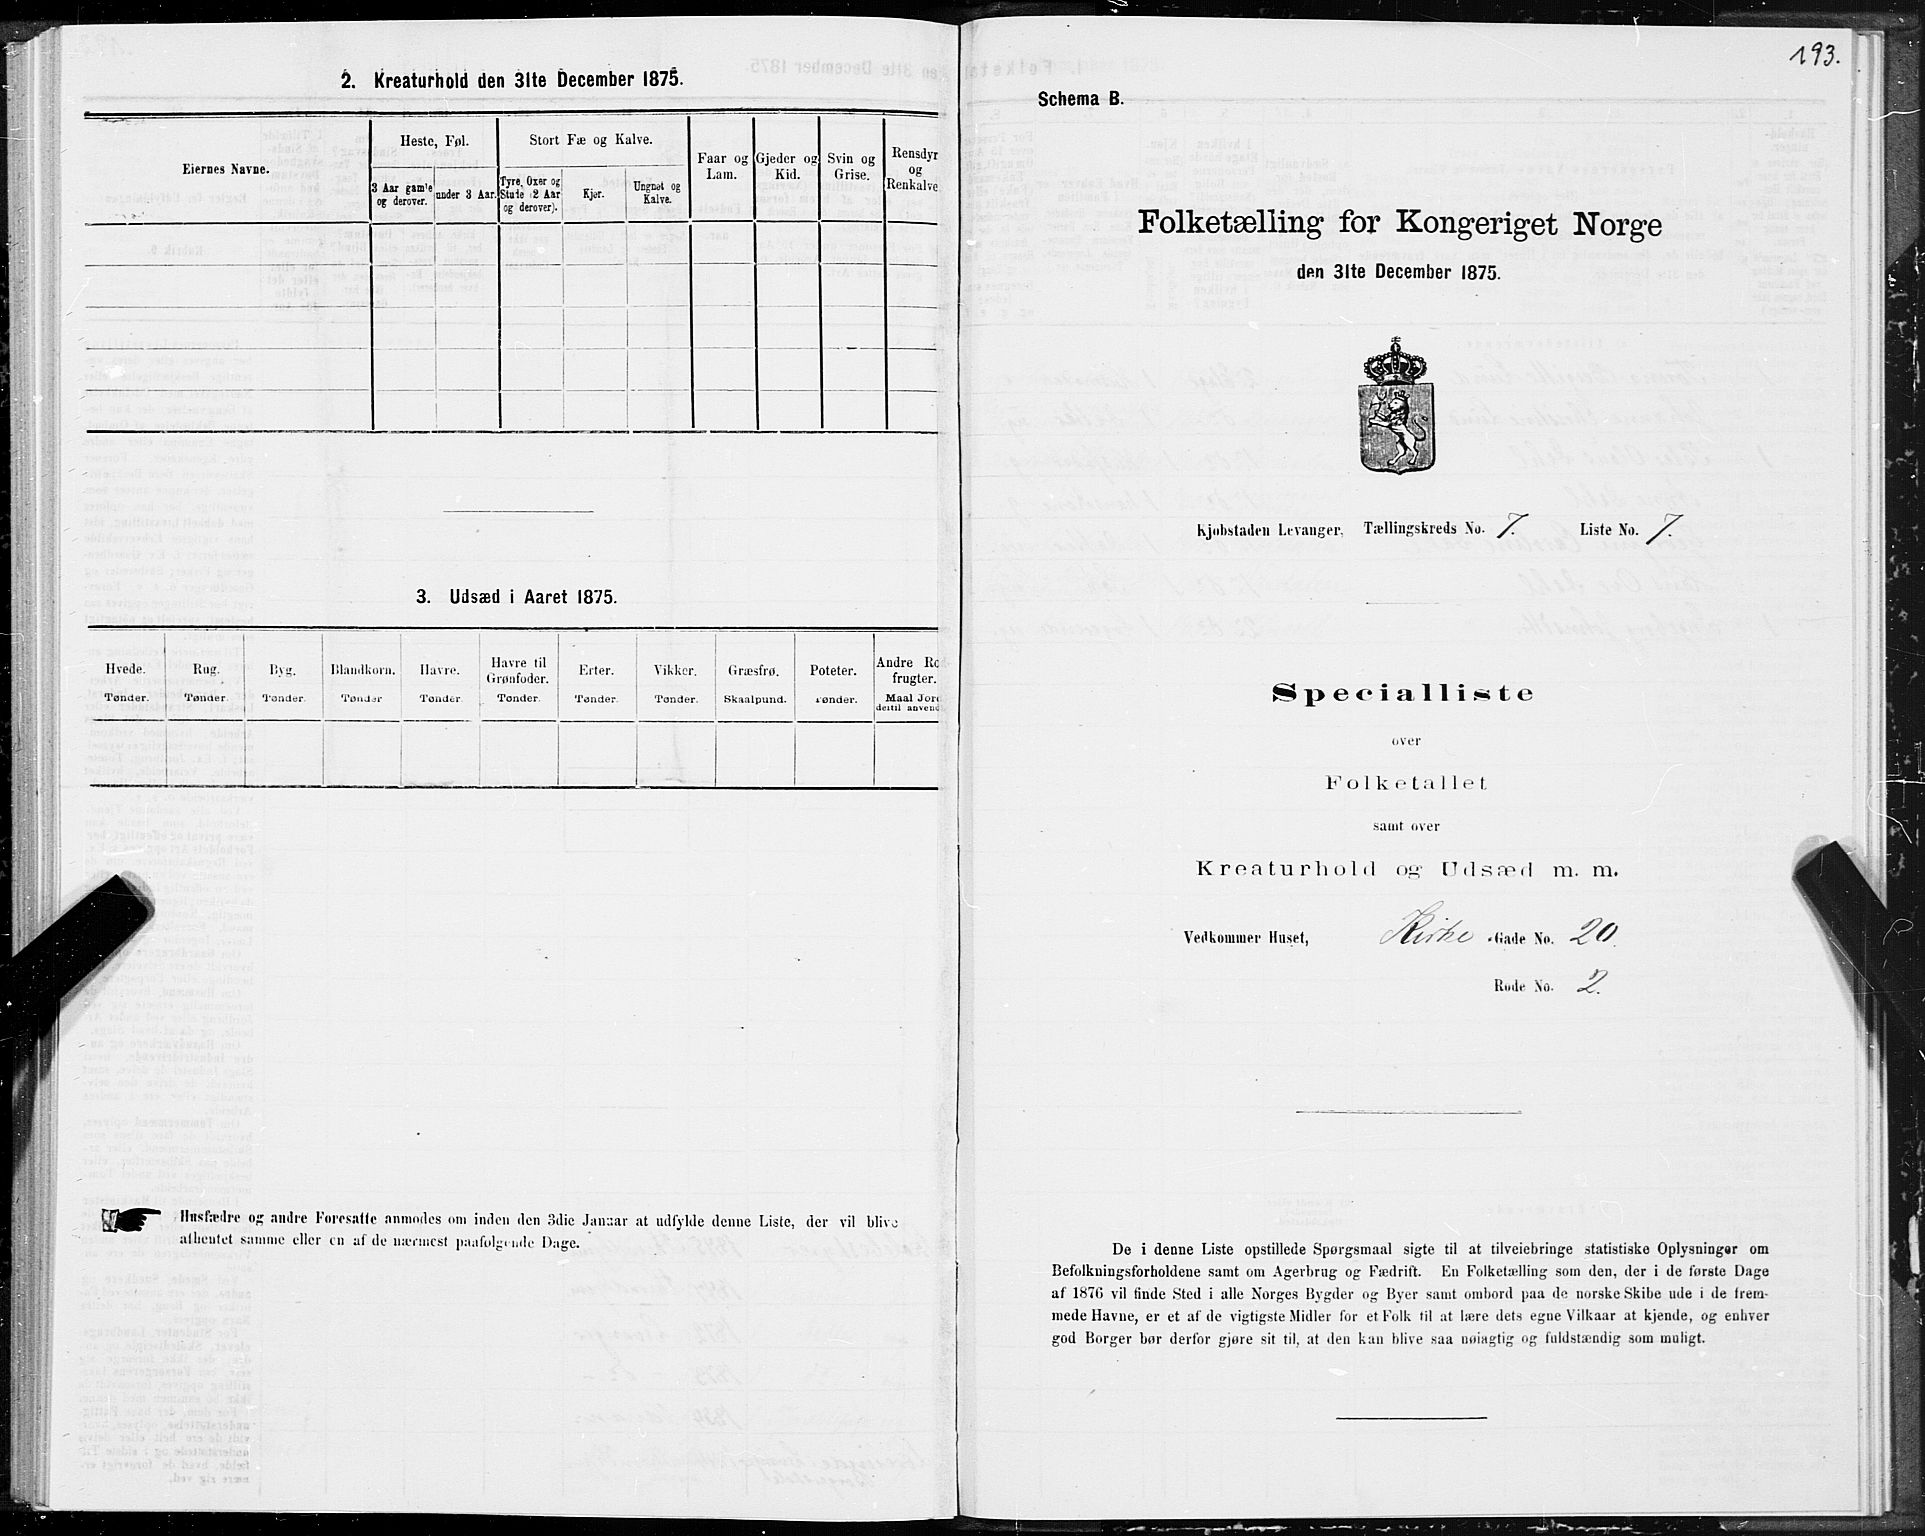 2. Kreaturhold den 31te December 1875.
Eiernes Navne.
Heste, Føl.
Stort Fæ og Kalve.
Faar og
Lam.
Gjeder og
Kid.
Svin og
Grise.
Rensdyr
og
Renkalve
3 Aar gamle
og derover.
under 3 Aar.
Tyre, Oxer og
Stude (2 Aar
og derover).
Kjør.
Ungnøt og
Kalve.
3. Udsæd i Aaret 1875.
Hvede.
Tønder.
Rug.
Tønder.
Byg.
Tønder.
Blandkorn.
Tønder
Havre.
Tønder.
Havre til
Grønfoder.
Tønder.
Erter.
Tønder.
Vikker.
Tønder.
Græsfrø.
Skaalpund.
Poteter.
Tønder.
Andre Rod-
frugter.
Maal Jord
dertil anvendt.
Husfædre og andre Foresatte anmodes om inden den 3die Januar at udfylde denne Liste, der vil blive
afhentet samme eller en af de nærmest paafølgende Dage.
193.
Schema B.
Folketælling for Kongeriget Norge
den 31te December 1875.
Kjøbstaden Levanger, Tællingskreds No. 7. Liste No. 7.
Specialliste
over
Folketallet
samt over
Kreaturhold og Udsæd m. m.
Vedkommer Huset, Kirke -Gade No. 20.
Rode No. 2.
De i denne Liste opstillede Spørgsmaal sigte til at tilveiebringe statistiske Oplysninger om
Befolkningsforholdene samt om Agerbrug og Fædrift. En Folketælling som den, der i de første Dage
af 1876 vil finde Sted i alle Norges Bygder og Byer samt ombord paa de norske Skibe ude i de frem-
mede Havne, er et af de vigtigste Midler for et Folk til at lære dets egne Vilkaar at kjende, og enhver
god Borger bør derfor gjøre sit til, at den kan blive saa nøiagtig og fuldstændig som muligt.